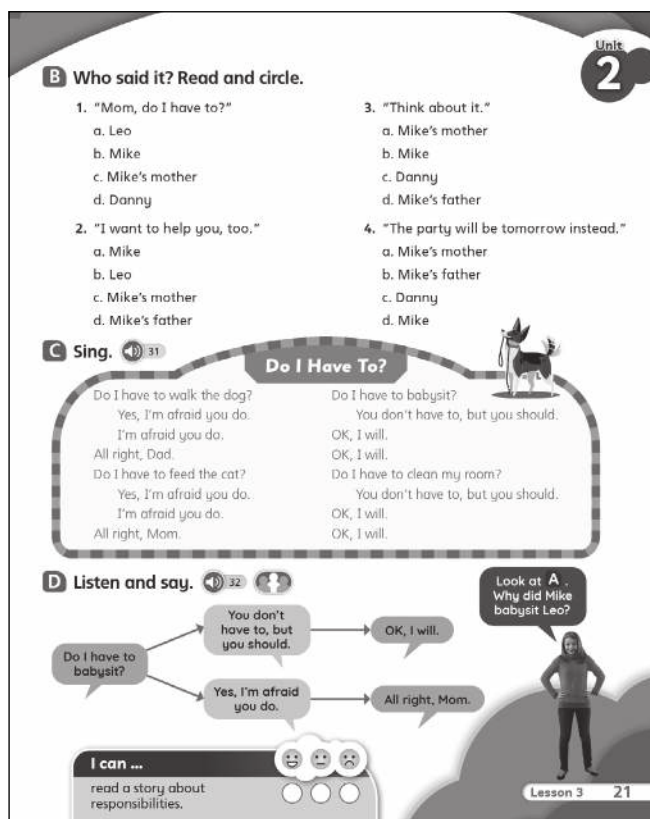 Unit
2
B Who said it? Read and circle.
1. "Mom, do I have to?"
a. Leo
b. Mike
c. Mike's mother
d. Danny
2. "I want to help you, too."
a. Mike
b. Leo
c. Mike's mother
d. Mike's father
3. "Think about it."
a. Mike's mother
b. Mike
c. Danny
d. Mike's father
4. "The party will be tomorrow instead."
a. Mike's mother
b. Mike's father
c. Danny
d. Mike
C Sing. 31
Do I Have To?
Do I have to walk the dog?
Yes, I'm afraid you do.
I'm afraid you do.
All right, Dad.
Do I have to feed the cat?
Yes, I'm afraid you do.
I'm afraid you do.
All right, Mom.
Do I have to babysit?
You don't have to, but you should.
OK, I will.
OK, I will.
Do I have to clean my room?
You don't have to, but you should.
OK, I will.
OK, I will.
D Listen and say. 32
Do I have to
babysit?
You don't
have to, but
you should.
OK, I will.
Yes, I'm afraid
you do.
All right, Mom.
Look at A.
Why did Mike
babysit Leo?
I can ...
read a story about
responsibilities.
Lesson 3 21